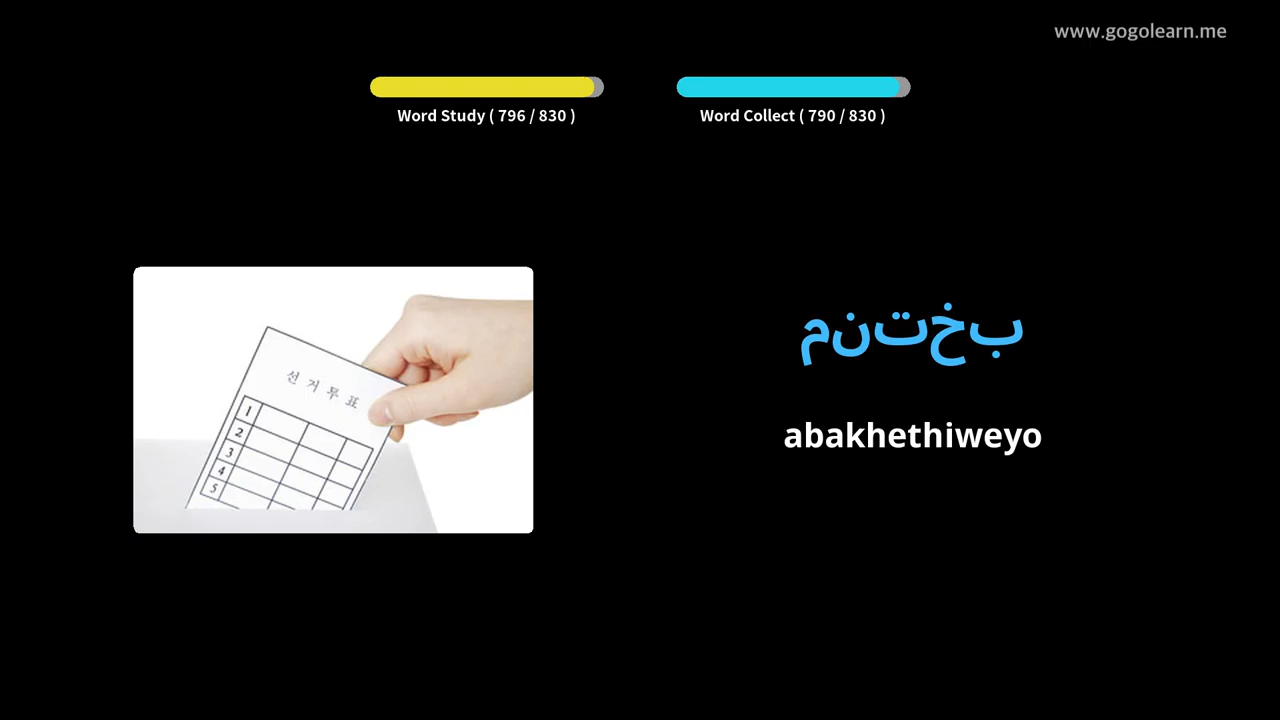 www.gogolearn.me
Word Study ( 796 / 830 )
Word Collect ( 790 / 830 )
선거투표
1
2
3
4
5
بختنم
abakhethiweyo